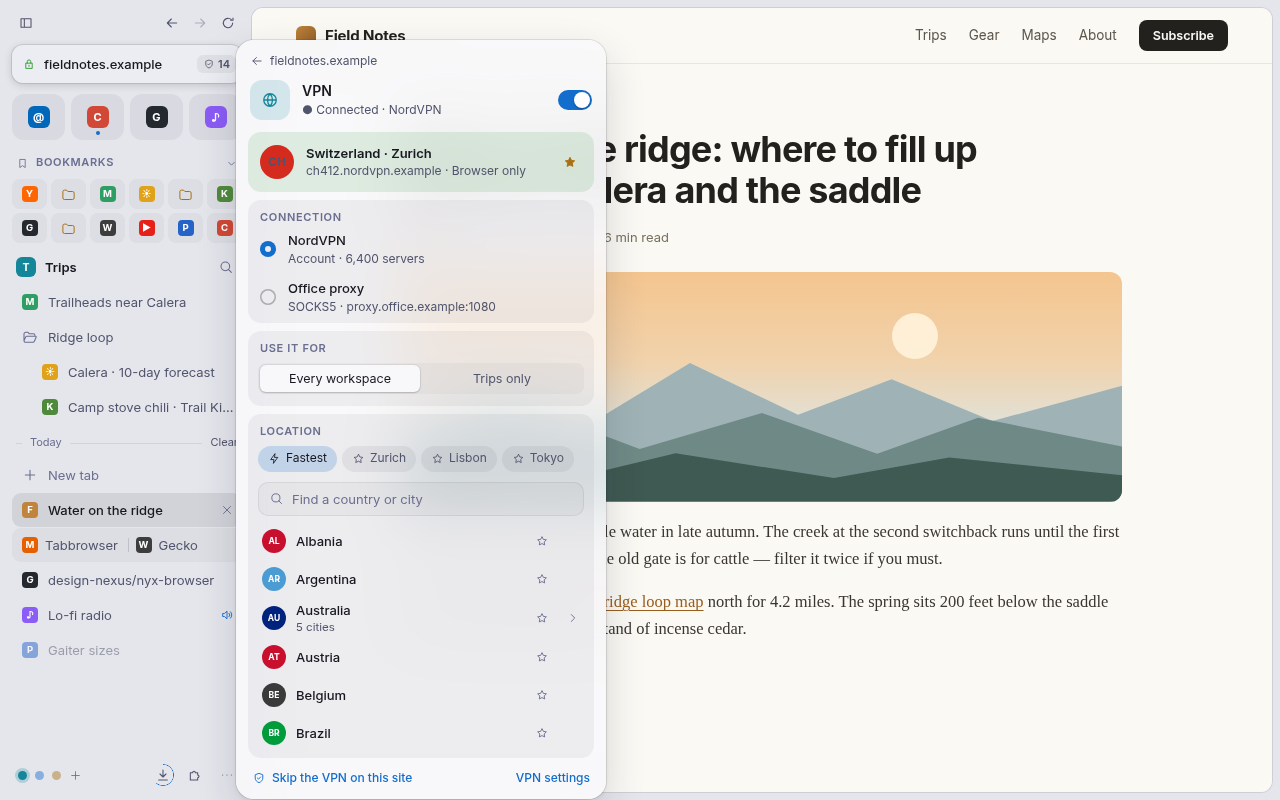 fieldnotes.example
14
@
C
G
BOOKMARKS
Y
M
K
G
W
P
C
T
Trips
M
Trailheads near Calera
Ridge loop
Calera · 10-day forecast
K
Camp stove chili · Trail Ki...
Today
Clear
New tab
F
Water on the ridge
M
Tabbrowser
W
Gecko
G
design-nexus/nyx-browser
Lo-fi radio
P
Gaiter sizes
fieldnotes.example
VPN
Connected · NordVPN
CH
Switzerland · Zurich
ch412.nordvpn.example · Browser only
CONNECTION
NordVPN
Account · 6,400 servers
Office proxy
SOCKS5 · proxy.office.example:1080
USE IT FOR
Every workspace
Trips only
LOCATION
Fastest
Zurich
Lisbon
Tokyo
Find a country or city
AL
Albania
AR
Argentina
AU
Australia
5 cities
AT
Austria
BE
Belgium
BR
Brazil
Skip the VPN on this site
VPN settings
Field Notes
Trips
Gear
Maps
About
Subscribe
ridge: where to fill up
and the saddle
6 min read
water in late autumn. The creek at the second switchback runs until the first
old gate is for cattle — filter it twice if you must.
ridge loop map north for 4.2 miles. The spring sits 200 feet below the saddle
of incense cedar.